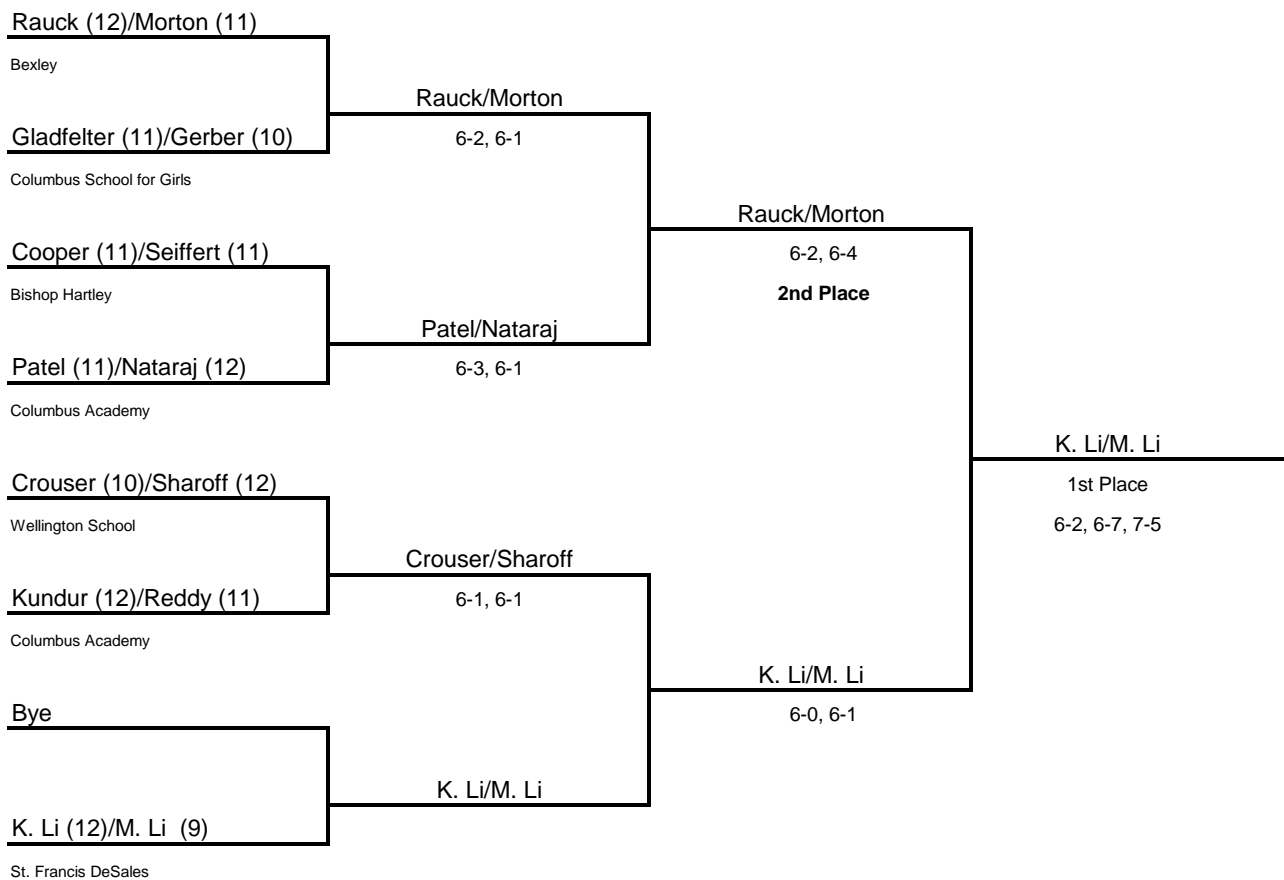 Rauck (12)/Morton (11)
Bexley
Rauck/Morton
Gladfelter (11)/Gerber (10)
6-2, 6-1
Columbus School for Girls
Rauck/Morton
Cooper (11)/Seiffert (11)
6-2, 6-4
Bishop Hartley
2nd Place
Patel/Nataraj
Patel (11)/Nataraj (12)
6-3, 6-1
Columbus Academy
K. Li/M. Li
Crouser (10)/Sharoff (12)
1st Place
Wellington School
6-2, 6-7, 7-5
Crouser/Sharoff
Kundur (12)/Reddy (11)
6-1, 6-1
Columbus Academy
K. Li/M. Li
Bye
6-0, 6-1
K. Li/M. Li
K. Li (12)/M. Li  (9)
St. Francis DeSales